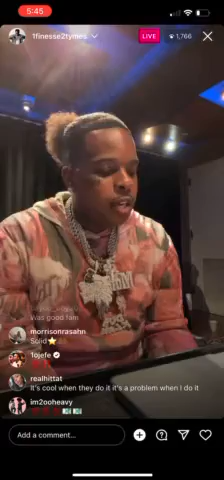 5:45
1finesse2tymes
LIVE
1,766
Was good fam
morrisonrasahn
Solid⭐
1ojefe
realhittat
It's cool when they do it it's a problem when I do it
im2ooheavy
Add a comment...